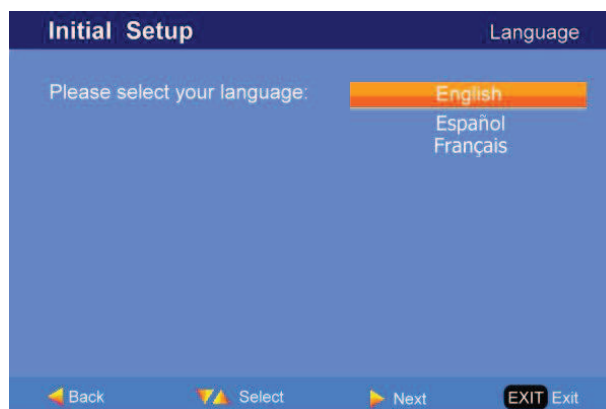 Initial Setup Language
Please select your language: English
Español
Français
Back Select Next EXIT Exit